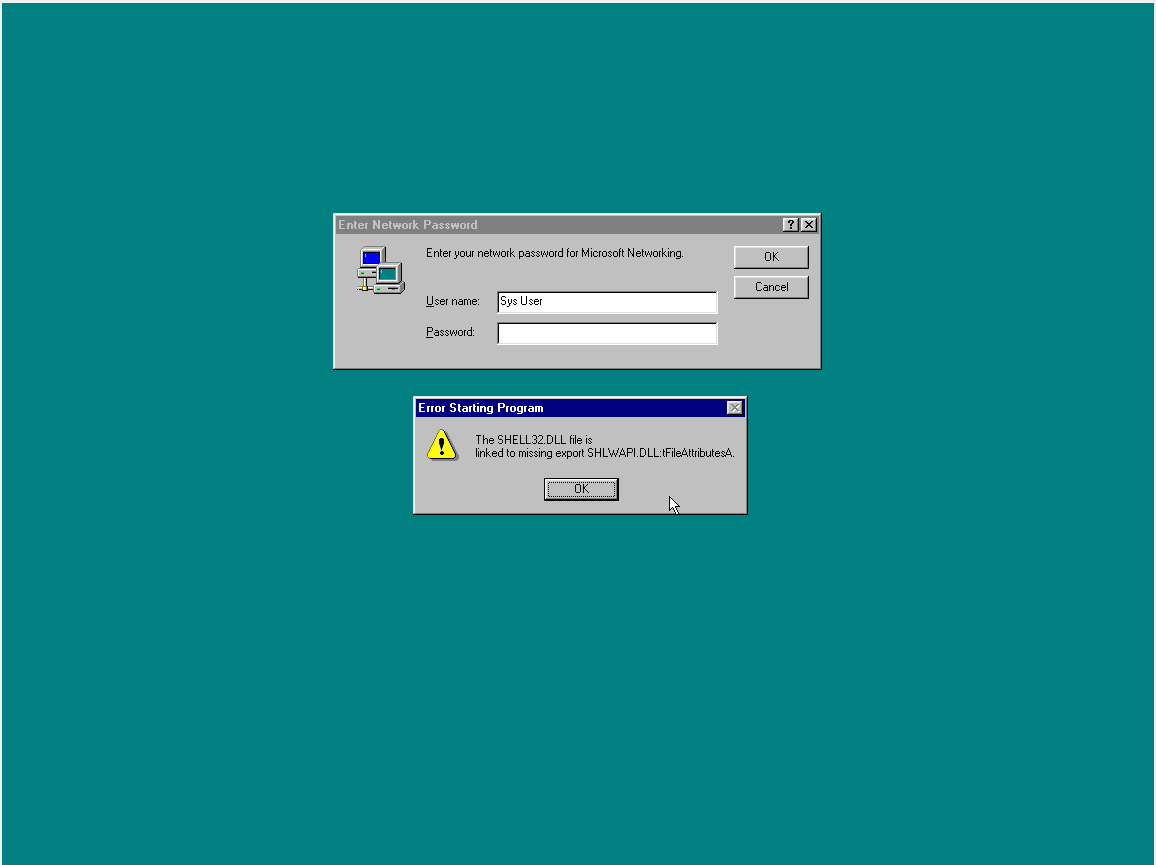 Enter Network Password
Enter your network password for Microsoft Networking.
OK
Cancel
User name: Sys User
Password:
Error Starting Program
The SHELL32.DLL file is
linked to missing export SHLWAPI.DLL:tFileAttributesA.
OK